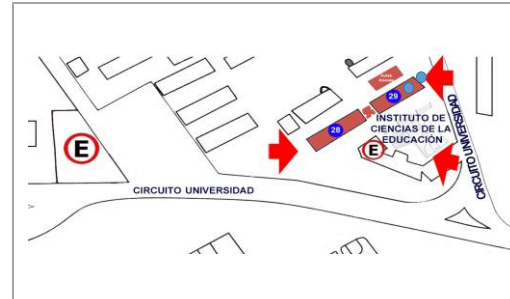 29
28
INSTITUTO DE
CIENCIAS DE LA
EDUCACIÓN
E
E
CIRCUITO UNIVERSIDAD
CIRCUITO UNIVERSIDAD